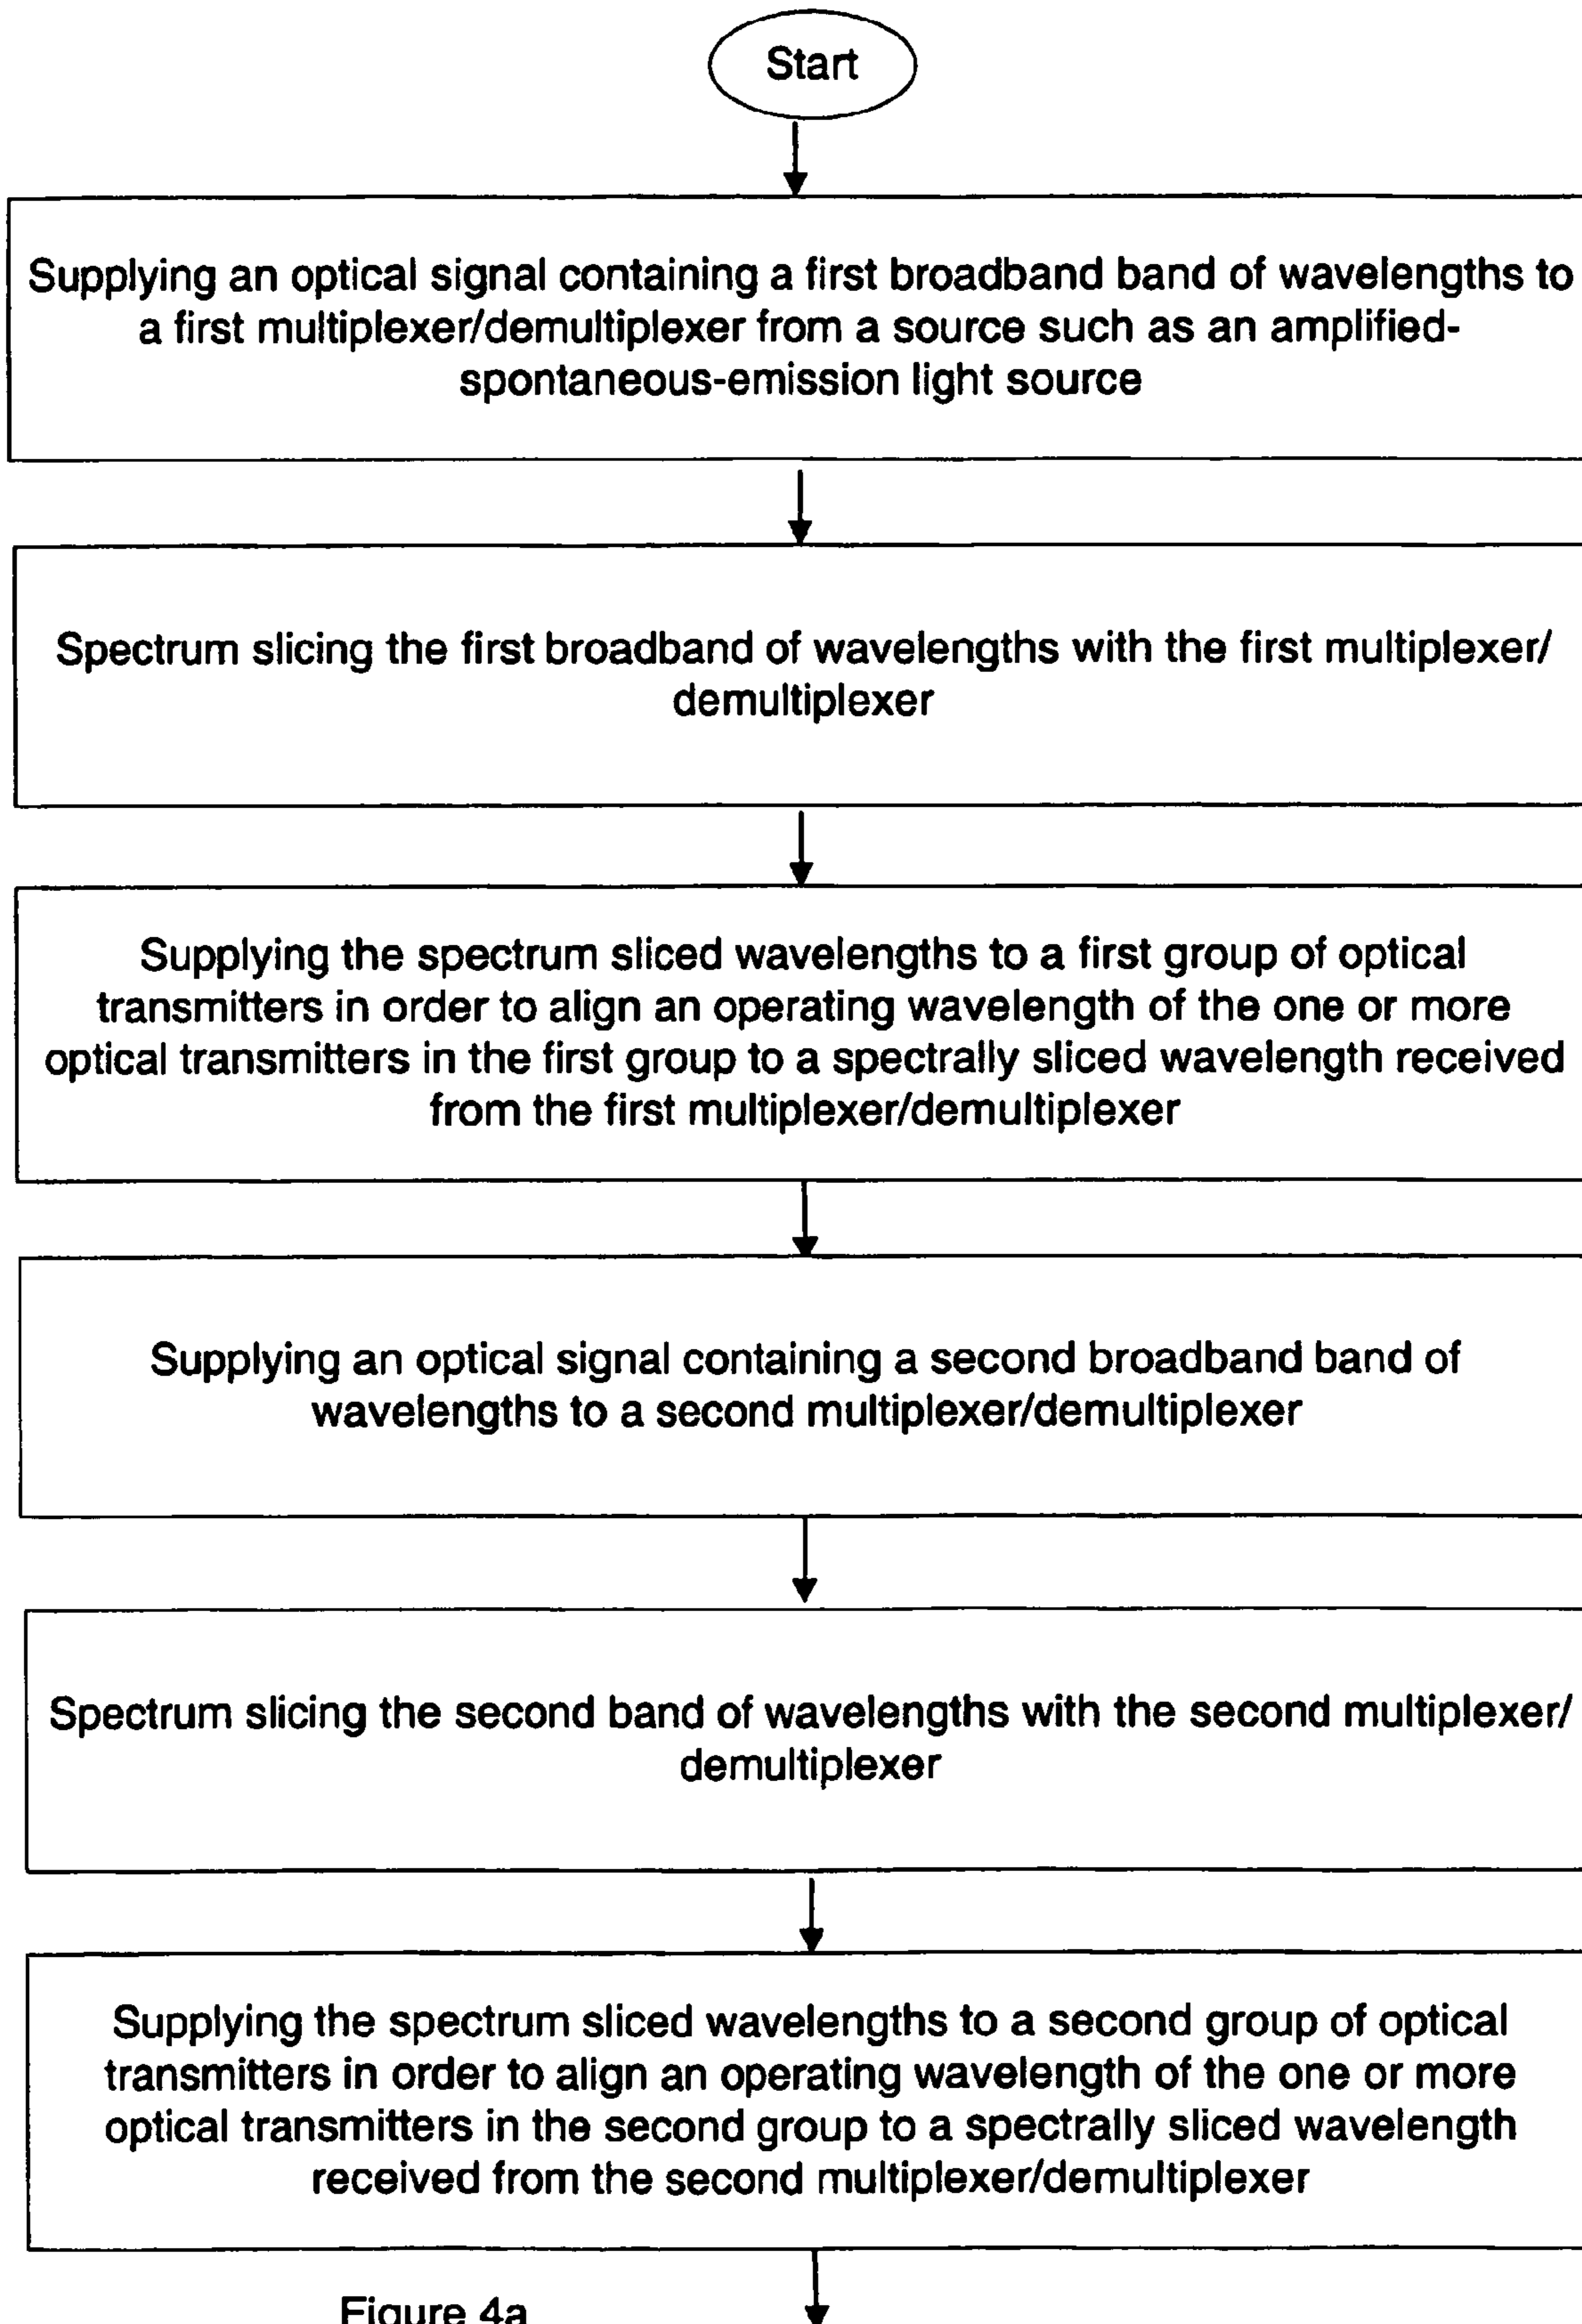 Start
Supplying an optical signal containing a first broadband band of wavelengths to
a first multiplexer/demultiplexer from a source such as an amplified-
spontaneous-emission light source
Spectrum slicing the first broadband of wavelengths with the first multiplexer/
demultiplexer
Supplying the spectrum sliced wavelengths to a first group of optical
transmitters in order to align an operating wavelength of the one or more
optical transmitters in the first group to a spectrally sliced wavelength received
from the first multiplexer/demultiplexer
Supplying an optical signal containing a second broadband band of
wavelengths to a second multiplexer/demultiplexer
Spectrum slicing the second band of wavelengths with the second multiplexer/
demultiplexer
Supplying the spectrum sliced wavelengths to a second group of optical
transmitters in order to align an operating wavelength of the one or more
optical transmitters in the second group to a spectrally sliced wavelength
received from the second multiplexer/demultiplexer
Figure 4a